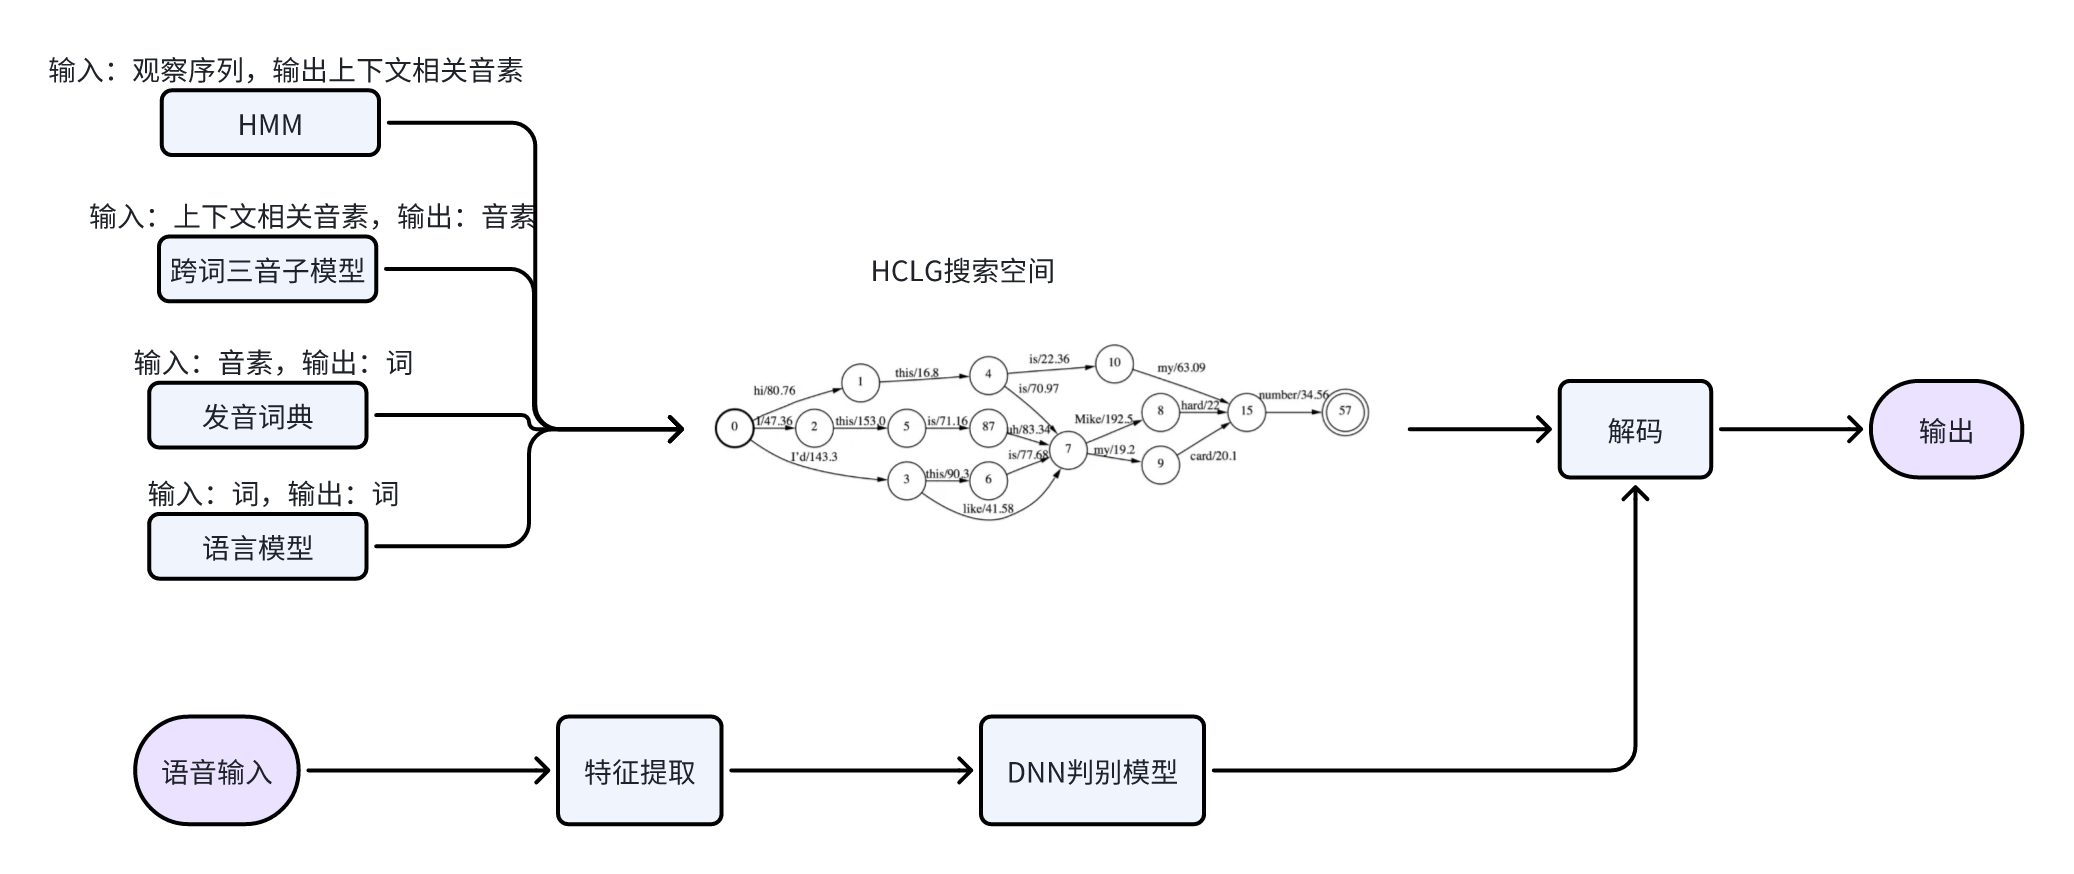 输入：观察序列，输出上下文相关音素
HMM
输入：上下文相关音素，输出：音素
跨词三音子模型
输入：音素，输出：词
发音词典
输入：词，输出：词
语言模型
HCLG搜索空间
0
hi/80.76
1
this/16.8
4
is/22.36
10
my/63.09
is/70.97
I/47.36
2
this/153.0
5
is/71.16
87
uh/83.34
7
Mike/192.5
8
hard/22
15
number/34.56
57
I'd/143.3
3
this/90.3
6
is/77.68
my/19.2
9
card/20.1
like/41.58
解码
输出
语音输入
特征提取
DNN判别模型